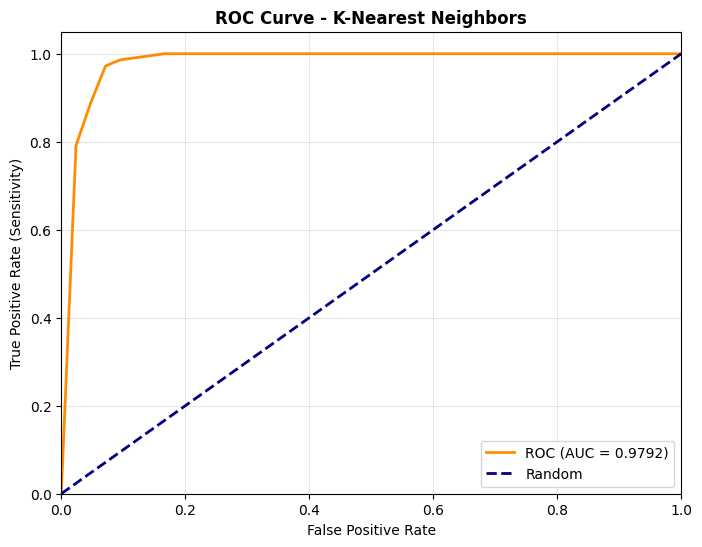 ROC Curve - K-Nearest Neighbors
True Positive Rate (Sensitivity)
1.0
0.8
0.6
0.4
0.2
0.0
0.0 0.2 0.4 0.6 0.8 1.0
False Positive Rate
ROC (AUC = 0.9792)
Random